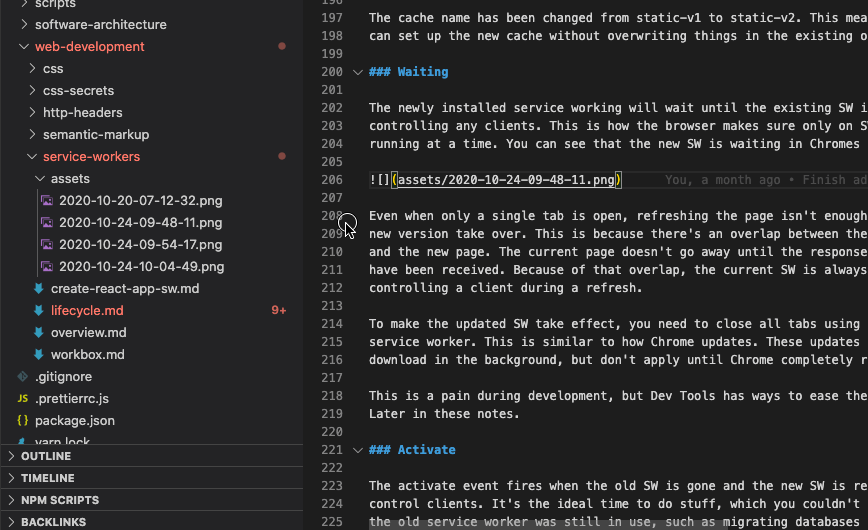 scripts
software-architecture
web-development
css
css-secrets
http-headers
semantic-markup
service-workers
assets
2020-10-20-07-12-32.png
2020-10-24-09-48-11.png
2020-10-24-09-54-17.png
2020-10-24-10-04-49.png
create-react-app-sw.md
lifecycle.md 9+
overview.md
workbox.md
.gitignore
JS .prettierrc.js
{} package.json
yarn.lock
OUTLINE
TIMELINE
NPM SCRIPTS
BACKLINKS
196
197 The cache name has been changed from static-v1 to static-v2. This mea
198 can set up the new cache without overwriting things in the existing o
199
200 ### Waiting
201
202 The newly installed service working will wait until the existing SW i
203 controlling any clients. This is how the browser makes sure only on S
204 running at a time. You can see that the new SW is waiting in Chromes
205
206 ![](assets/2020-10-24-09-48-11.png) You, a month ago • Finish ad
207
208 Even when only a single tab is open, refreshing the page isn't enough
209 new version take over. This is because there's an overlap between the
210 and the new page. The current page doesn't go away until the response
211 have been received. Because of that overlap, the current SW is always
212 controlling a client during a refresh.
213
214 To make the updated SW take effect, you need to close all tabs using
215 service worker. This is similar to how Chrome updates. These updates
216 download in the background, but don't apply until Chrome completely r
217
218 This is a pain during development, but Dev Tools has ways to ease the
219 Later in these notes.
220
221 ### Activate
222
223 The activate event fires when the old SW is gone and the new SW is re
224 control clients. It's the ideal time to do stuff, which you couldn't
225 the old service worker was still in use, such as migrating databases